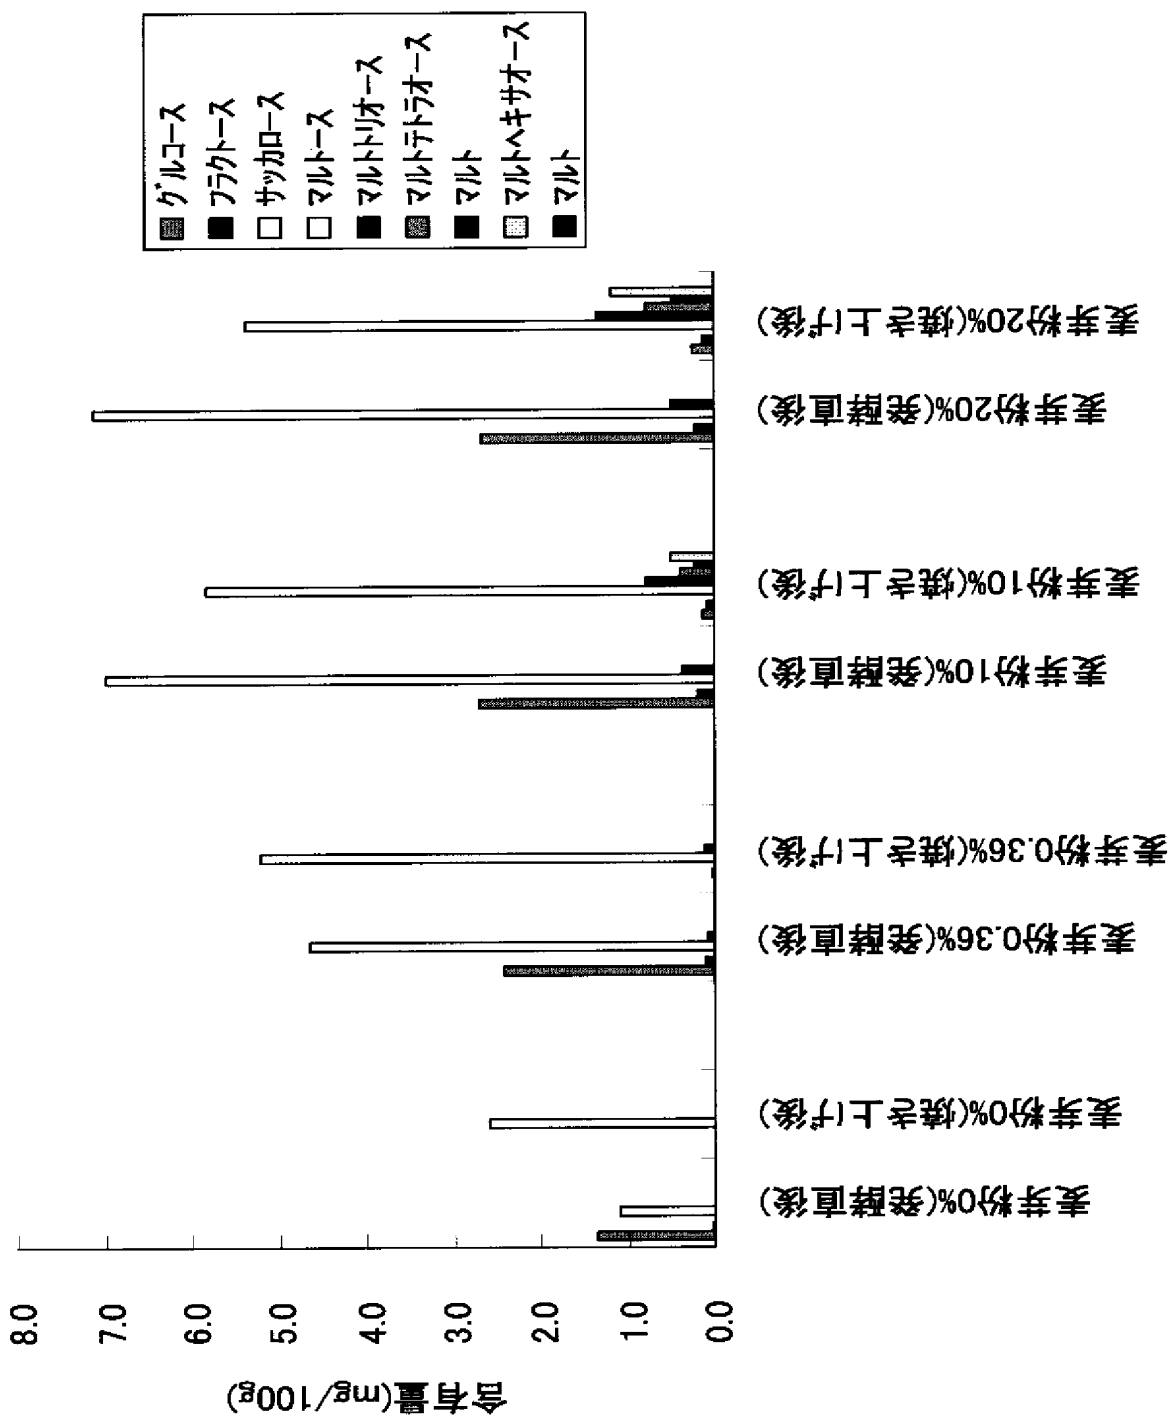 グルコース
フラクトース
サッカロース
マルトース
マルトトリオース
マルトテトラオース
マルト
マルトヘキサオース
マルト
含有量(mg/100g)
8.0
7.0
6.0
5.0
4.0
3.0
2.0
1.0
0.0
麦芽粉0%(発酵直後)
麦芽粉0%(焼き上げ後)
麦芽粉0.36%(発酵直後)
麦芽粉0.36%(焼き上げ後)
麦芽粉10%(発酵直後)
麦芽粉10%(焼き上げ後)
麦芽粉20%(発酵直後)
麦芽粉20%(焼き上げ後)